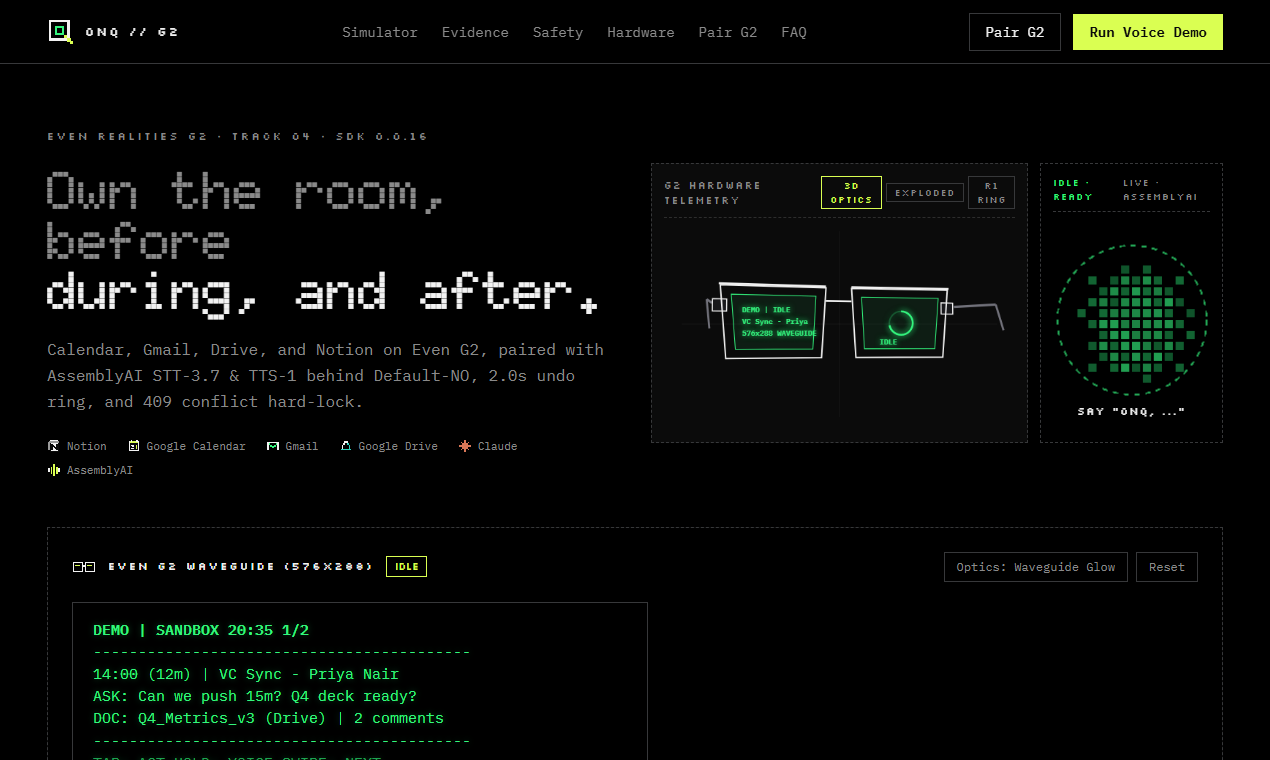 ONQ // G2
Simulator Evidence Safety Hardware Pair G2 FAQ
Pair G2 Run Voice Demo
EVEN REALITIES G2 · TRACK 04 · SDK 0.0.16
Own the room,
before
during, and after.
Calendar, Gmail, Drive, and Notion on Even G2, paired with
AssemblyAI STT-3.7 & TTS-1 behind Default-NO, 2.0s undo
ring, and 409 conflict hard-lock.
Notion Google Calendar Gmail Google Drive Claude
AssemblyAI
G2 HARDWARE
TELEMETRY
3D
OPTICS
EXPLODED
R1
RING
DEMO | IDLE
VC Sync - Priya
576x288 WAVEGUIDE
IDLE
IDLE ·
READY
LIVE ·
ASSEMBLYAI
SAY "ONQ, ..."
EVEN G2 WAVEGUIDE (576X288) IDLE
Optics: Waveguide Glow Reset
DEMO | SANDBOX 20:35 1/2
------------------------------------------
14:00 (12m) | VC Sync - Priya Nair
ASK: Can we push 15m? Q4 deck ready?
DOC: Q4_Metrics_v3 (Drive) | 2 comments
------------------------------------------